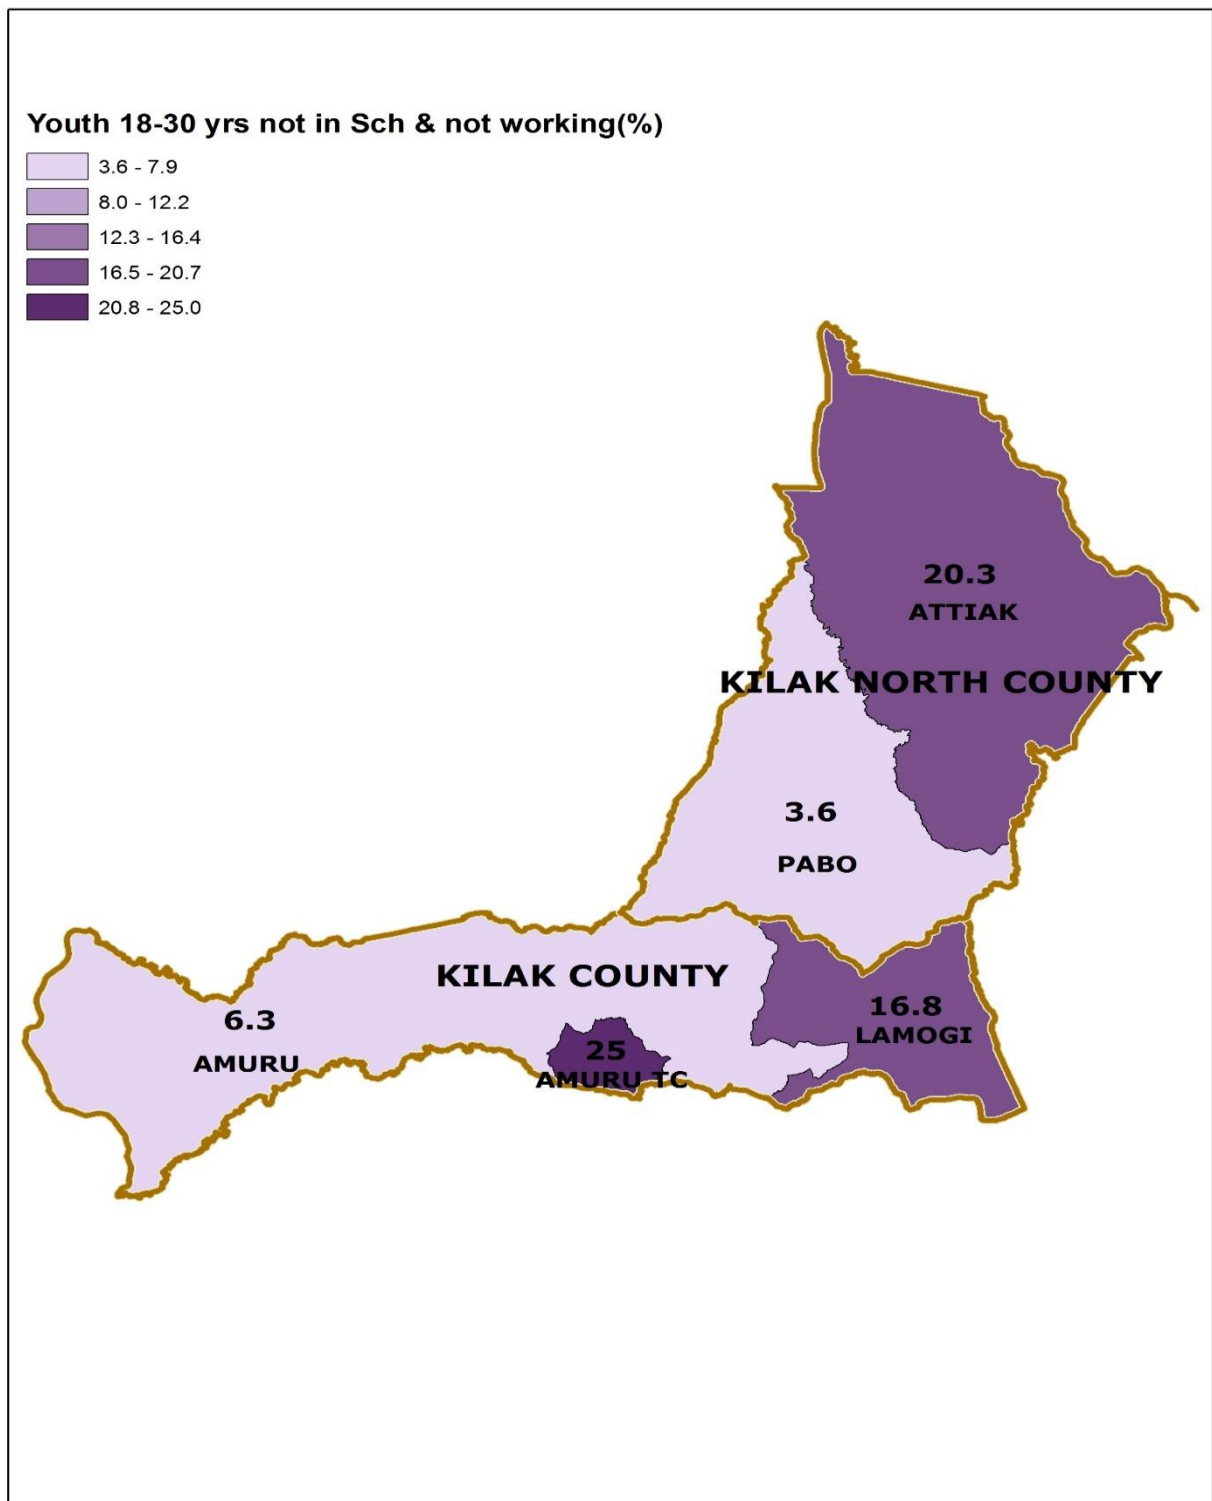 Youth 18-30 yrs not in Sch & not working(%)
3.6 - 7.9
8.0 - 12.2
12.3 - 16.4
16.5 - 20.7
20.8 - 25.0
20.3
ATTIAK
KILAK NORTH COUNTY
3.6
PABO
KILAK COUNTY
6.3
AMURU
25
AMURU TC
16.8
LAMOGI